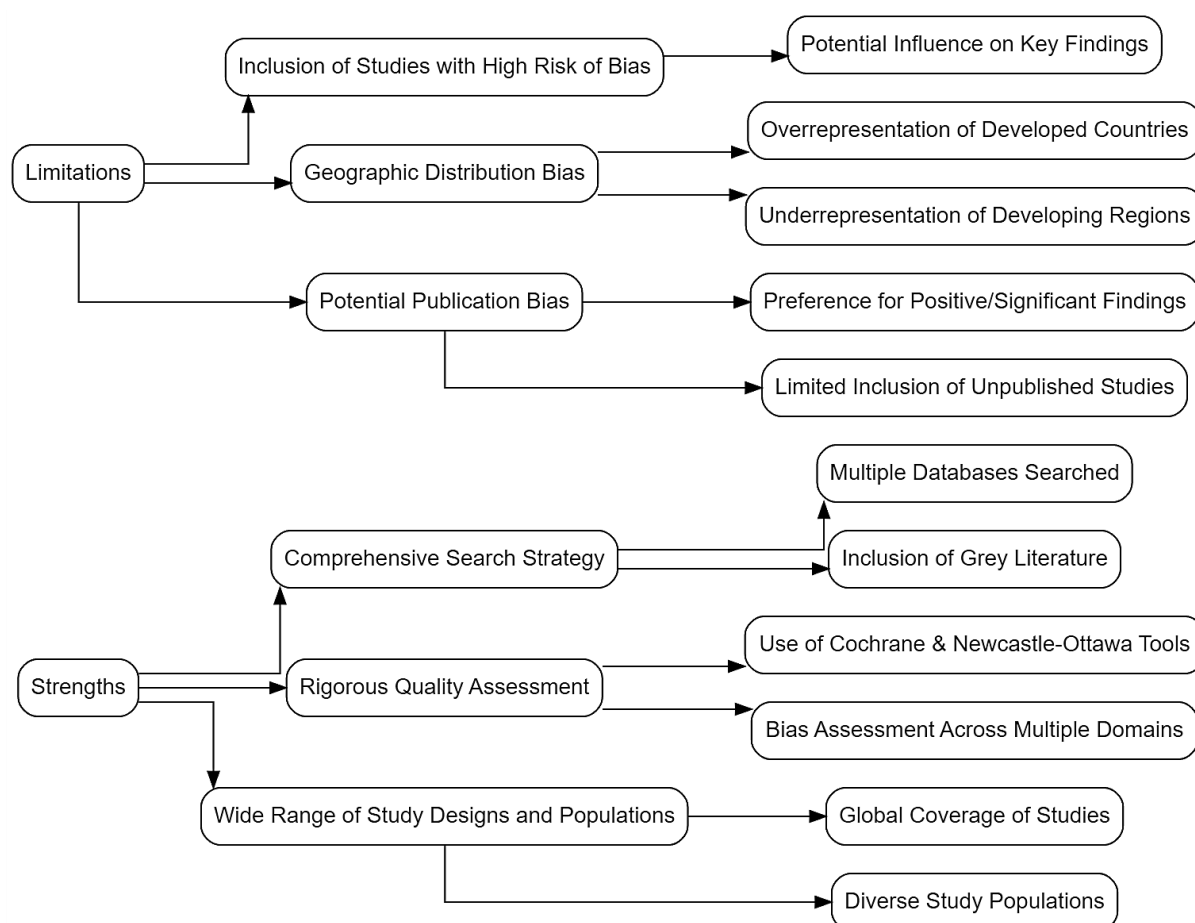 Potential Influence on Key Findings
Inclusion of Studies with High Risk of Bias
Overrepresentation of Developed Countries
Limitations
Geographic Distribution Bias
Underrepresentation of Developing Regions
Potential Publication Bias
Preference for Positive/Significant Findings
Limited Inclusion of Unpublished Studies
Multiple Databases Searched
Comprehensive Search Strategy
Inclusion of Grey Literature
Use of Cochrane & Newcastle-Ottawa Tools
Strengths
Rigorous Quality Assessment
Bias Assessment Across Multiple Domains
Wide Range of Study Designs and Populations
Global Coverage of Studies
Diverse Study Populations